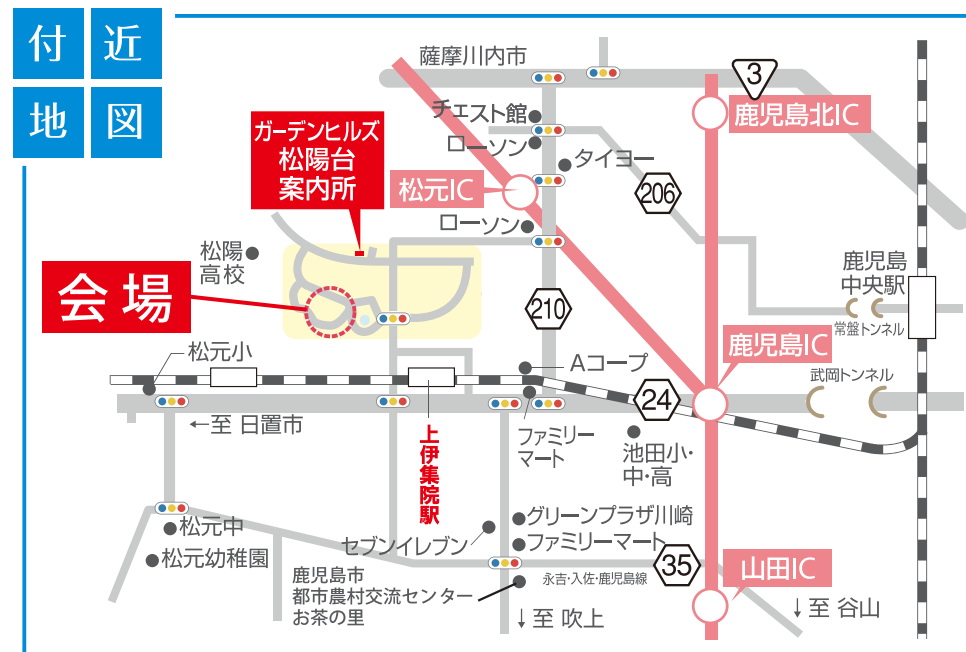 付近
地図
薩摩川内市
3
チェスト館
鹿児島北IC
ガーデンヒルズ
松陽台
案内所
ローソン
タイヨー
松元IC
206
ローソン
松陽
高校
鹿児島
中央駅
会場
210
常盤トンネル
鹿児島IC
松元小
Aコープ
武岡トンネル
24
←至 日置市
上伊集院駅
ファミリー
マート
池田小・
中・高
松元中
グリーンプラザ川崎
セブンイレブン
ファミリーマート
松元幼稚園
35
山田IC
鹿児島市
都市農村交流センター
お茶の里
永吉・入佐・鹿児島線
↓至 吹上
↓至 谷山